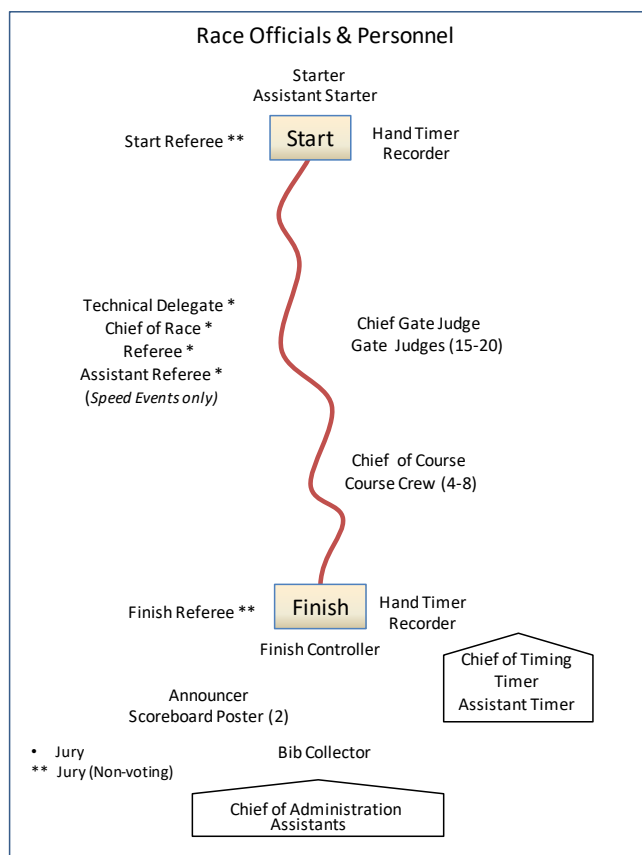 Race Officials & Personnel
Starter
Assistant Starter
Start Referee **
Start
Hand Timer
Recorder
Technical Delegate *
Chief of Race *
Referee *
Assistant Referee *
(Speed Events only)
Chief Gate Judge
Gate Judges (15-20)
Chief of Course
Course Crew (4-8)
Finish Referee **
Finish
Hand Timer
Recorder
Finish Controller
Chief of Timing
Timer
Assistant Timer
Announcer
Scoreboard Poster (2)
• Jury
** Jury (Non-voting)
Bib Collector
Chief of Administration
Assistants